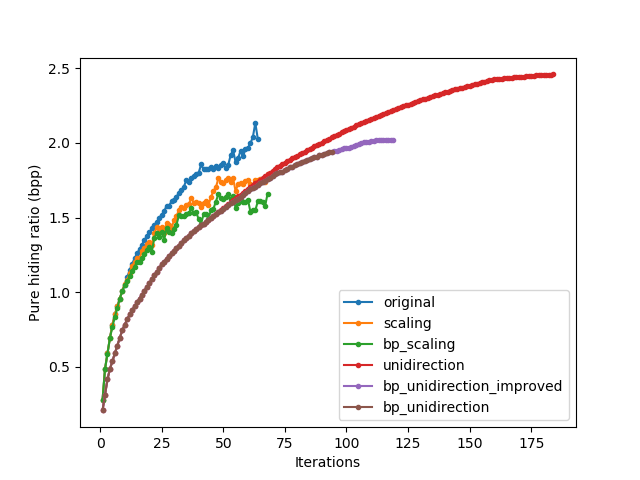 2.5
2.0
1.5
1.0
0.5
Pure hiding ratio (bpp)
original
scaling
bp_scaling
unidirection
bp_unidirection_improved
bp_unidirection
0 25 50 75 100 125 150 175
Iterations